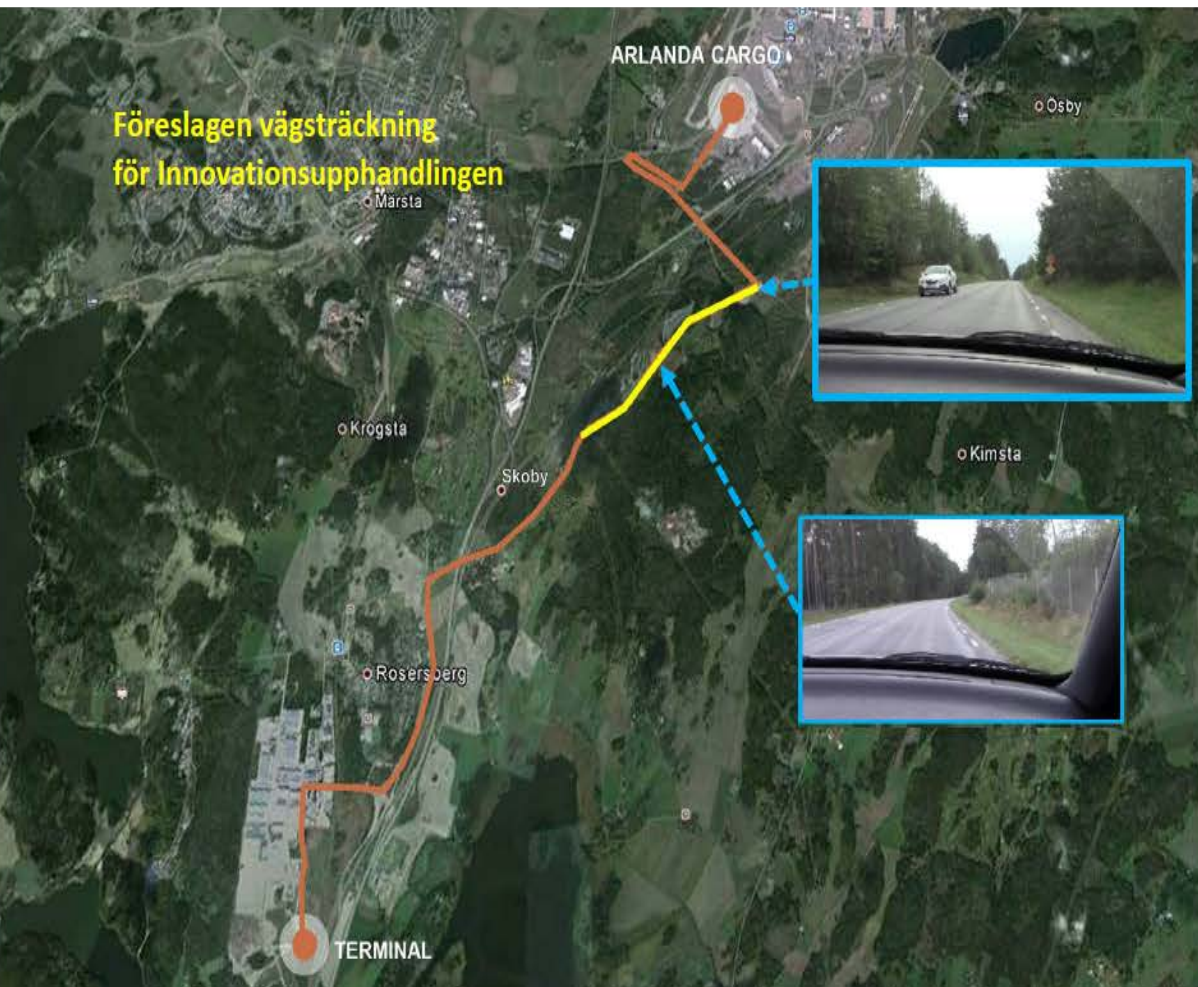 ARLANDA CARGO
Ösby
Föreslagen vägsträckning
för Innovationsupphandlingen
Märsta
Krogsta
Kimsta
Skoby
Rosersberg
TERMINAL